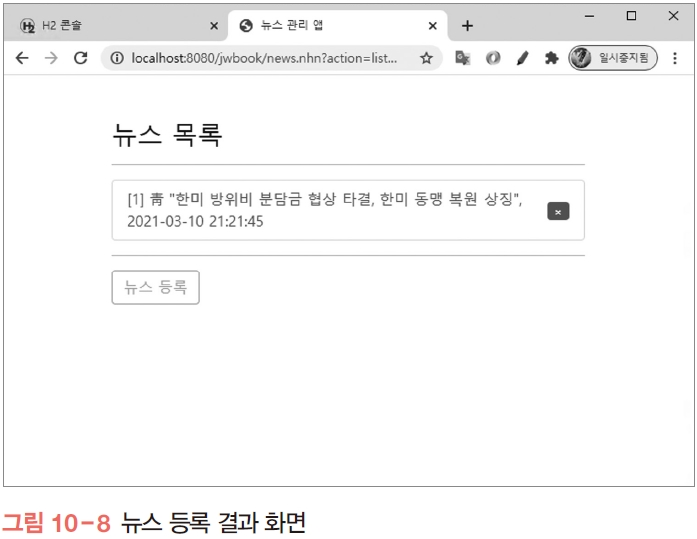 H2 콘솔
뉴스 관리 앱
localhost:8080/jwbook/news.nhn?action=list...
일시중지됨
뉴스 목록
[1] 靑 "한미 방위비 분담금 협상 타결, 한미 동맹 복원 상징",
2021-03-10 21:21:45
뉴스 등록
그림 10-8 뉴스 등록 결과 화면